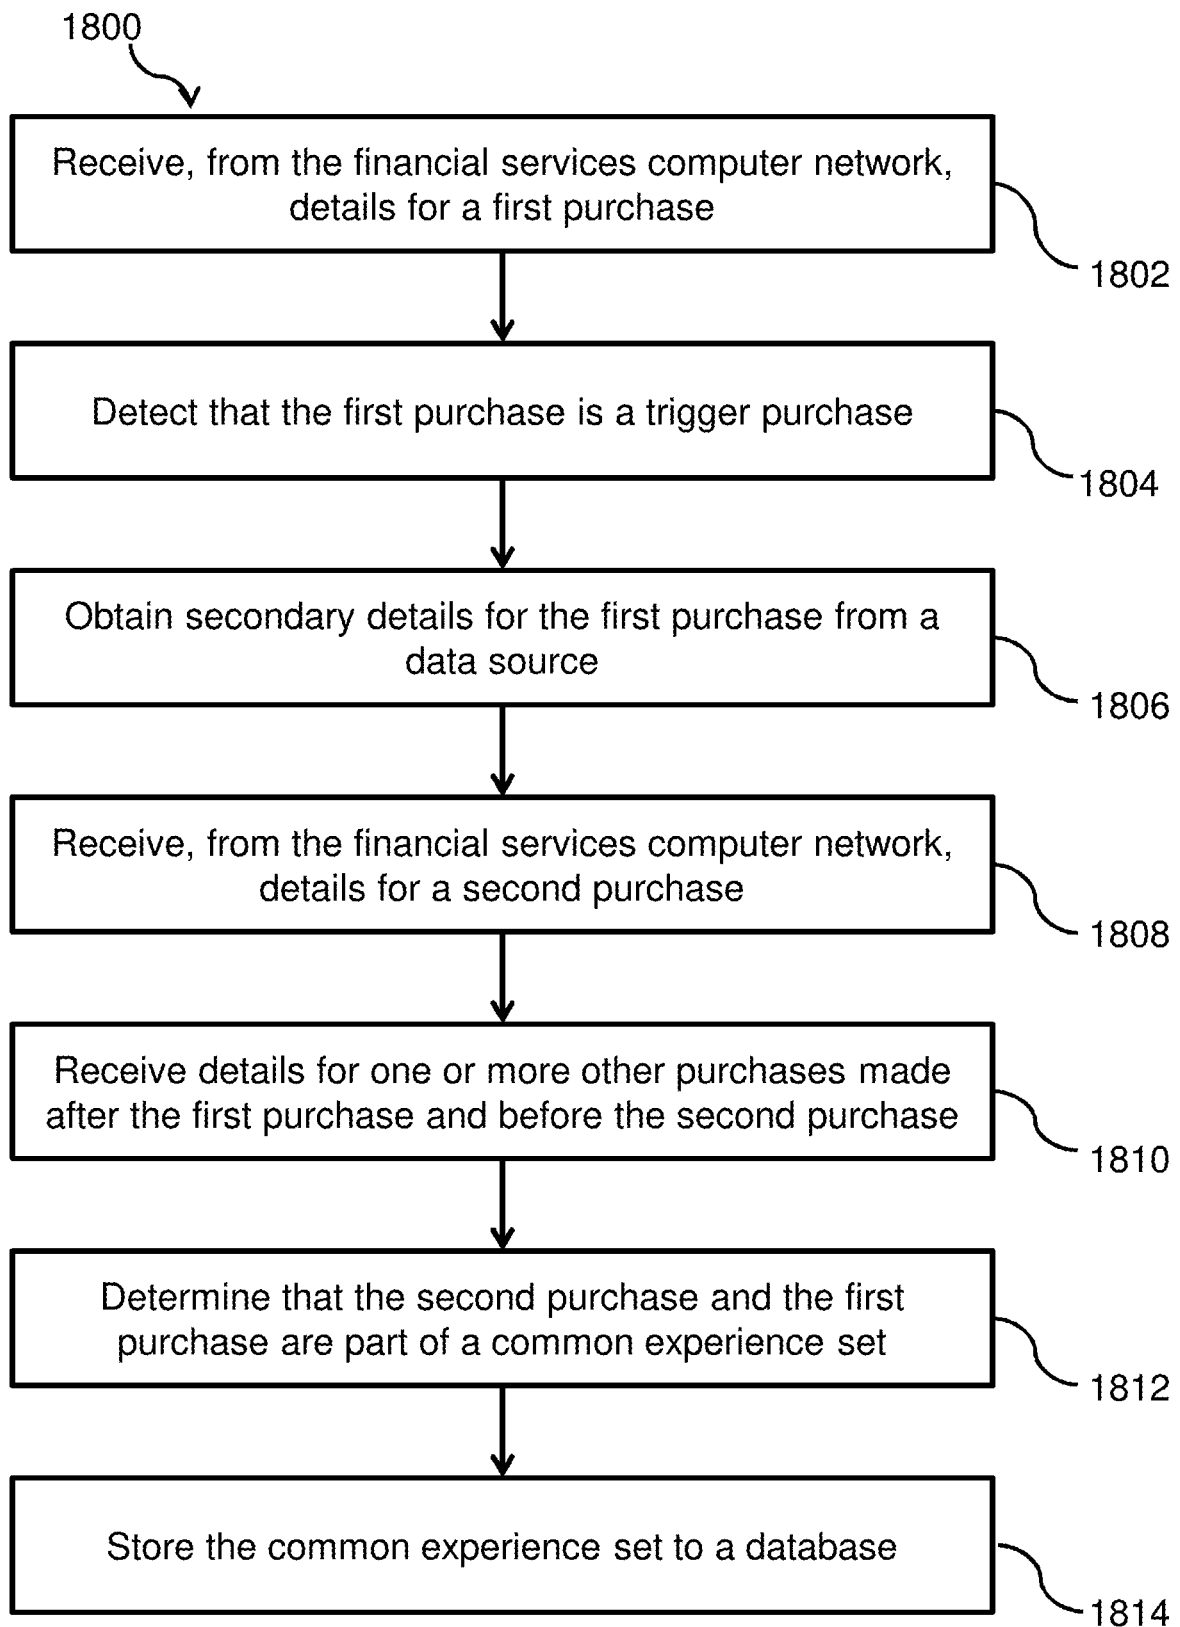 1800
Receive, from the financial services computer network,
details for a first purchase
1802
Detect that the first purchase is a trigger purchase
1804
Obtain secondary details for the first purchase from a
data source
1806
Receive, from the financial services computer network,
details for a second purchase
1808
Receive details for one or more other purchases made
after the first purchase and before the second purchase
1810
Determine that the second purchase and the first
purchase are part of a common experience set
1812
Store the common experience set to a database
1814